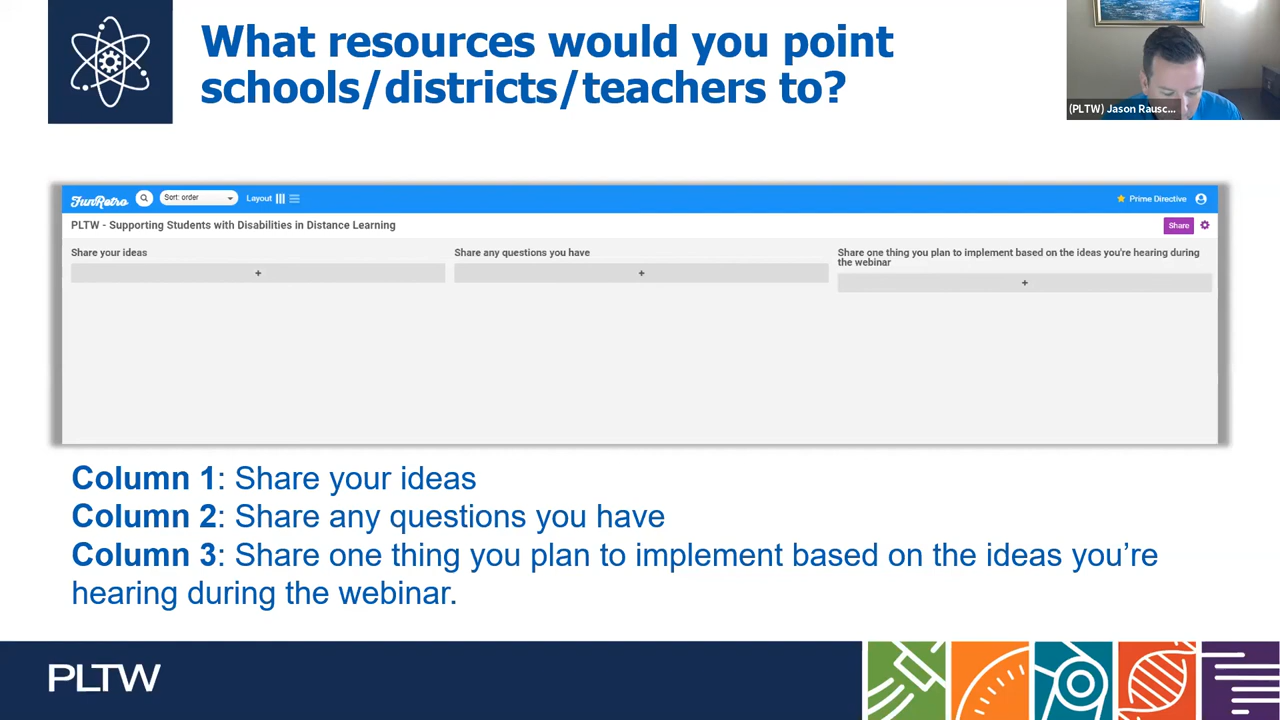 What resources would you point
schools/districts/teachers to?
(PLTW) Jason Rausc...
FunRetro
Sort: order
Layout
Prime Directive
PLTW - Supporting Students with Disabilities in Distance Learning
Share
Share your ideas
+
Share any questions you have
+
Share one thing you plan to implement based on the ideas you're hearing during
the webinar
+
Column 1: Share your ideas
Column 2: Share any questions you have
Column 3: Share one thing you plan to implement based on the ideas you’re
hearing during the webinar.
PLTW